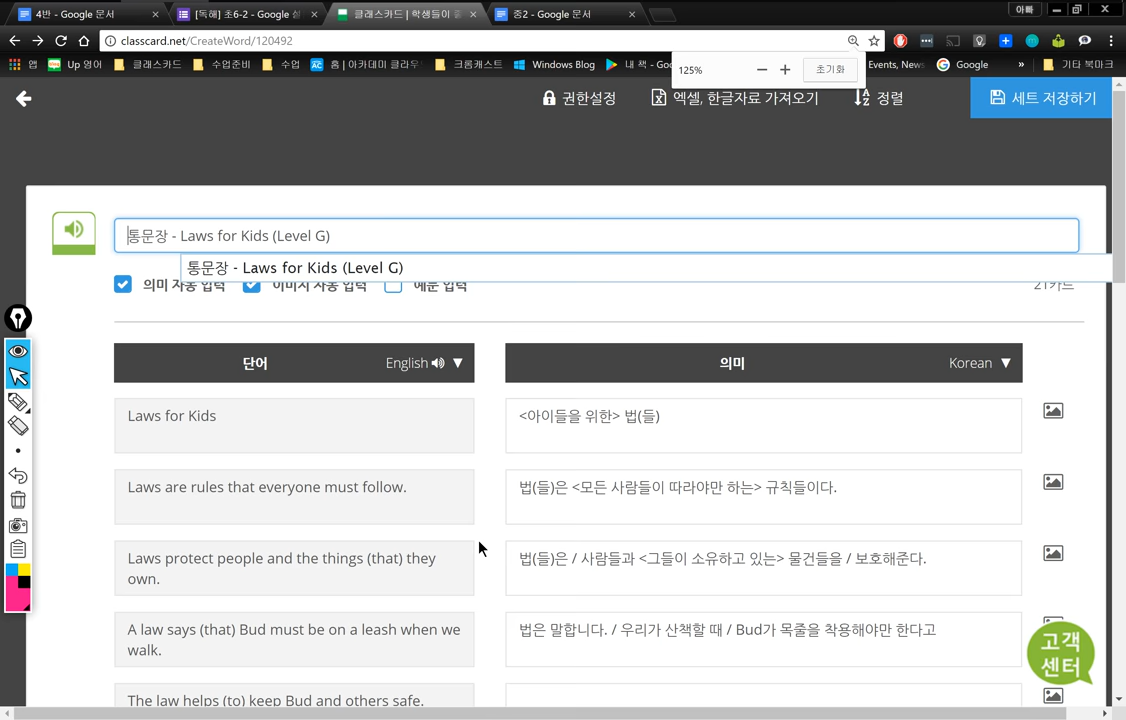 4반 - Google 문서
[독해] 초6-2 - Google 설
클래스카드 | 학생들이 좋
중2 - Google 문서
아빠
classcard.net/CreateWord/120492
앱
Up 영어
클래스카드
수업준비
수업
홈 | 아카데미 클라우
크롬캐스트
Windows Blog
내 책 - Goo
Events, News
Google
»
기타 북마크
125%
초기화
권한설정
엑셀, 한글자료 가져오기
정렬
세트 저장하기
통문장 - Laws for Kids (Level G)
통문장 - Laws for Kids (Level G)
의미 자동 입력
이미지 자동 입력
예문 입력
21카드
단어
English
의미
Korean
Laws for Kids
<아이들을 위한> 법(들)
Laws are rules that everyone must follow.
법(들)은 <모든 사람들이 따라야만 하는> 규칙들이다.
Laws protect people and the things (that) they
own.
법(들)은 / 사람들과 <그들이 소유하고 있는> 물건들을 / 보호해준다.
A law says (that) Bud must be on a leash when we
walk.
법은 말합니다. / 우리가 산책할 때 / Bud가 목줄을 착용해야만 한다고
The law helps (to) keep Bud and others safe.
고객
센터